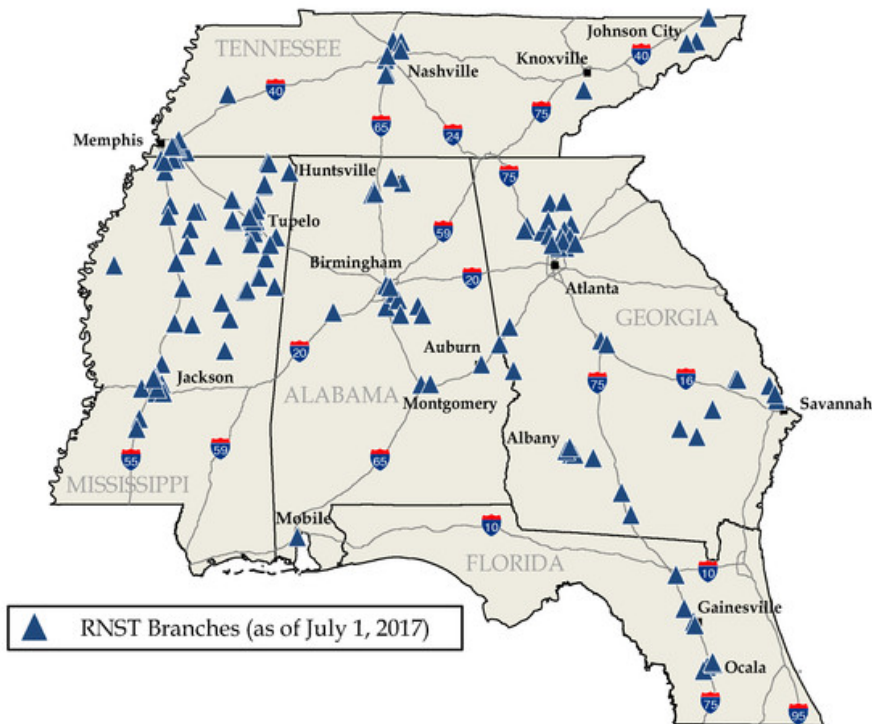 TENNESSEE
Johnson City
40
Knoxville
Nashville
40
75
65
24
Memphis
Huntsville
75
Tupelo
59
Birmingham
20
Atlanta
GEORGIA
Auburn
20
Jackson
ALABAMA
75
16
Montgomery
Savannah
Albany
55
59
65
MISSISSIPPI
Mobile
10
FLORIDA
10
Gainesville
RNST Branches (as of July 1, 2017)
Ocala
75
95